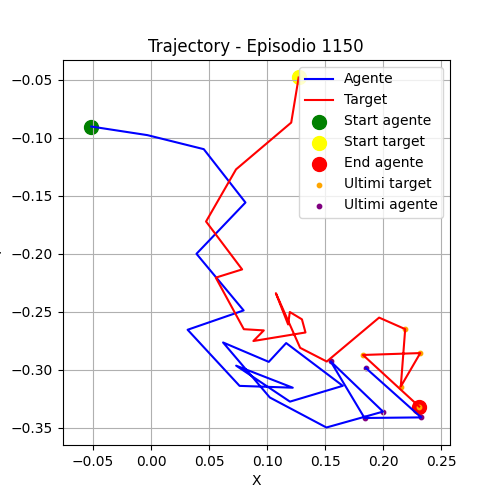 Trajectory - Episodio 1150
Agente
Target
Start agente
Start target
End agente
Ultimi target
Ultimi agente
−0.05
−0.10
−0.15
−0.20
−0.25
−0.30
−0.35
−0.05
0.00
0.05
0.10
0.15
0.20
0.25
X